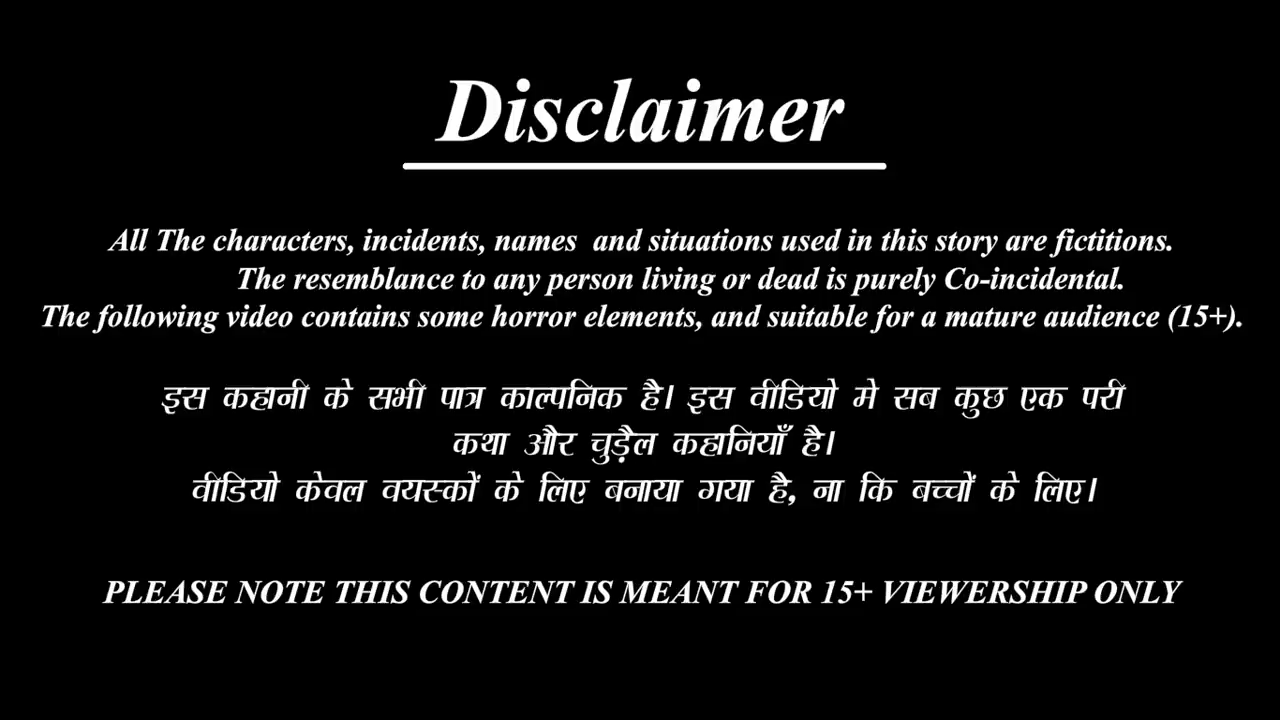 Disclaimer
All The characters, incidents, names and situations used in this story are fictitions.
The resemblance to any person living or dead is purely Co-incidental.
The following video contains some horror elements, and suitable for a mature audience (15+).
इस कहानी के सभी पात्र काल्पनिक है। इस वीडियो मे सब कुछ एक परी
कथा और चुड़ैल कहानियाँ है।
वीडियो केवल वयस्कों के लिए बनाया गया है, ना कि बच्चों के लिए।
PLEASE NOTE THIS CONTENT IS MEANT FOR 15+ VIEWERSHIP ONLY